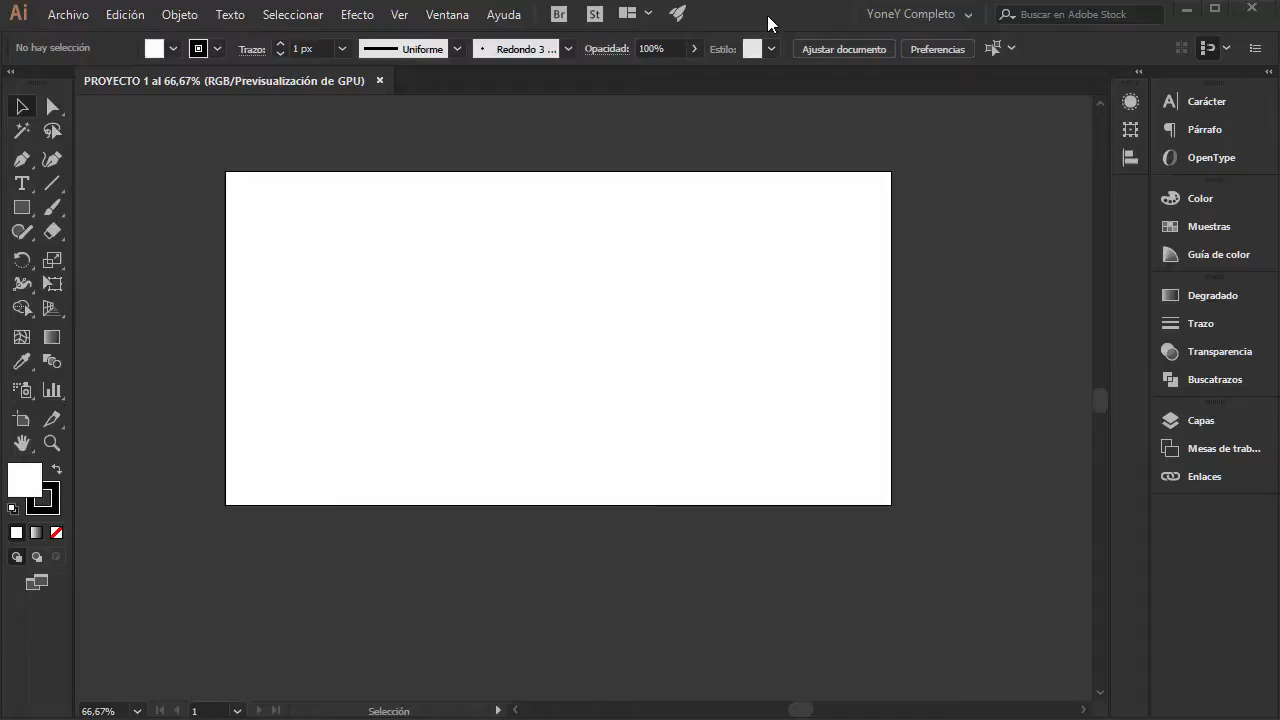 Ai Archivo Edición Objeto Texto Seleccionar Efecto Ver Ventana Ayuda Br St YoneY Completo Buscar en Adobe Stock
No hay selección Trazo: 1 px Uniforme Redondo 3 ... Opacidad: 100% Estilo: Ajustar documento Preferencias
PROYECTO 1 al 66,67% (RGB/Previsualización de GPU)
Carácter
Párrafo
OpenType
Color
Muestras
Guía de color
Degradado
Trazo
Transparencia
Buscatrazos
Capas
Mesas de trab...
Enlaces
66,67% 1 Selección